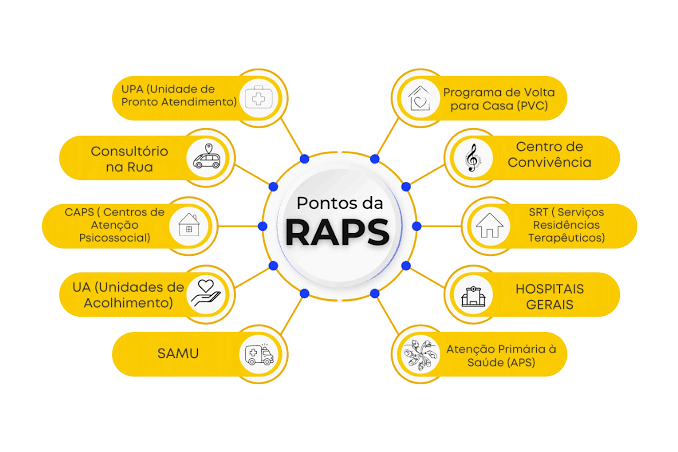 Pontos da
RAPS
UPA (Unidade de
Pronto Atendimento)
Consultório
na Rua
CAPS ( Centros de
Atenção
Psicossocial)
UA (Unidades de
Acolhimento)
SAMU
Programa de Volta
para Casa (PVC)
Centro de
Convivência
SRT ( Serviços
Residências
Terapêuticos)
HOSPITAIS
GERAIS
Atenção Primária à
Saúde (APS)